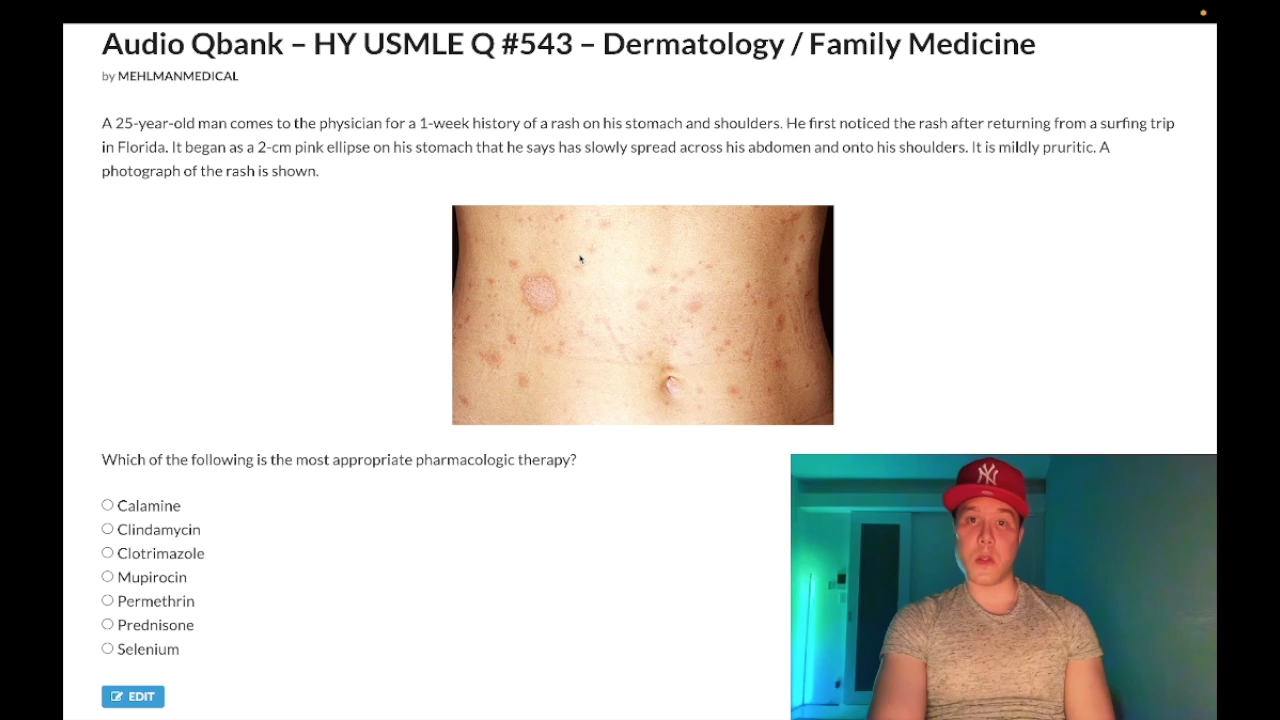 Audio Qbank – HY USMLE Q #543 – Dermatology / Family Medicine
by MEHLMANMEDICAL
A 25-year-old man comes to the physician for a 1-week history of a rash on his stomach and shoulders. He first noticed the rash after returning from a surfing trip
in Florida. It began as a 2-cm pink ellipse on his stomach that he says has slowly spread across his abdomen and onto his shoulders. It is mildly pruritic. A
photograph of the rash is shown.
Which of the following is the most appropriate pharmacologic therapy?
Calamine
Clindamycin
Clotrimazole
Mupirocin
Permethrin
Prednisone
Selenium
EDIT
NY